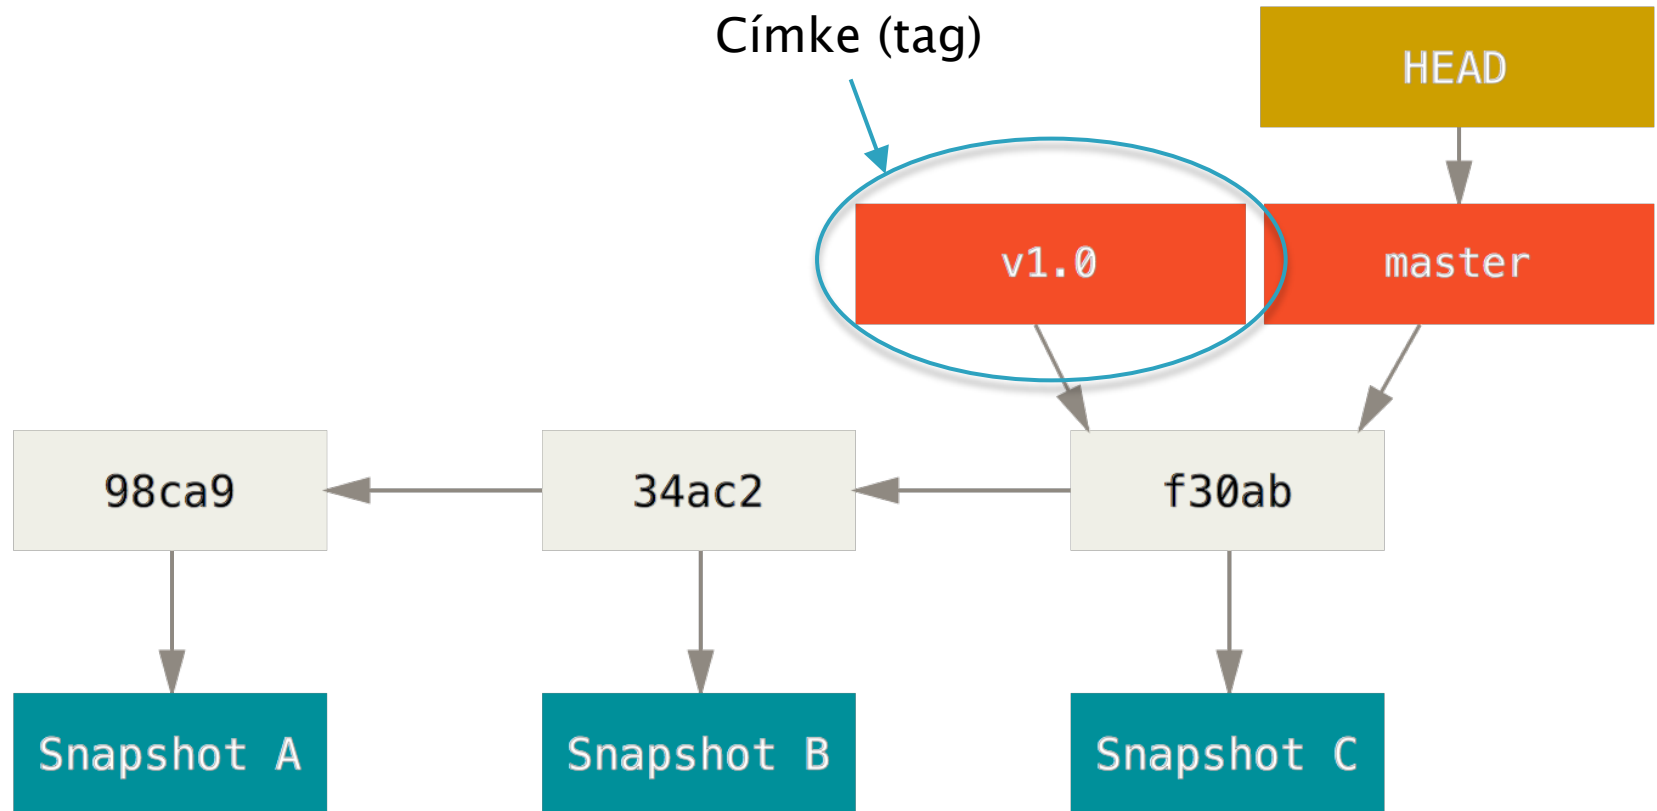 Címke (tag)
HEAD
v1.0
master
98ca9
34ac2
f30ab
Snapshot A
Snapshot B
Snapshot C